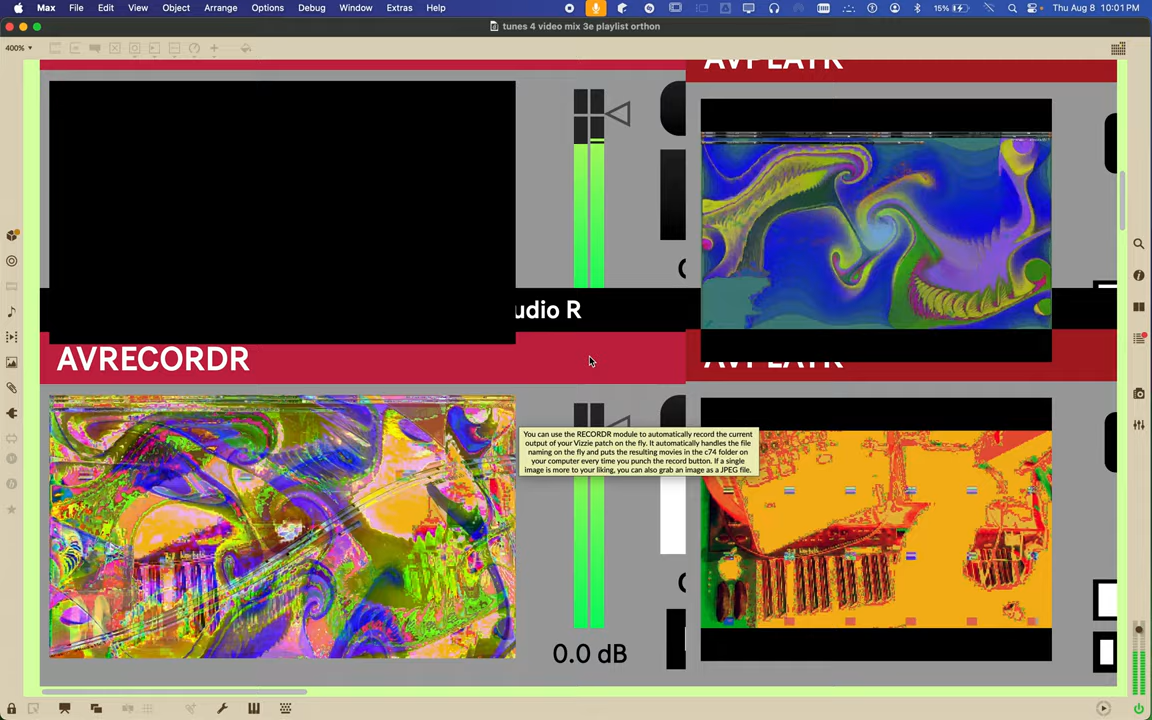 Max File Edit View Object Arrange Options Debug Window Extras Help
15% Thu Aug 8 10:01 PM
tunes 4 video mix 3e playlist orthon
400%
AVPLAYR
udio R
AVRECORDR
AVPLAYR
You can use the RECORDR module to automatically record the current
output of your Vizzie patch on the fly. It automatically handles the file
naming on the fly and puts the resulting movies in the c74 folder on
your computer every time you punch the record button. If a single
image is more to your liking, you can also grab an image as a JPEG file.
0.0 dB